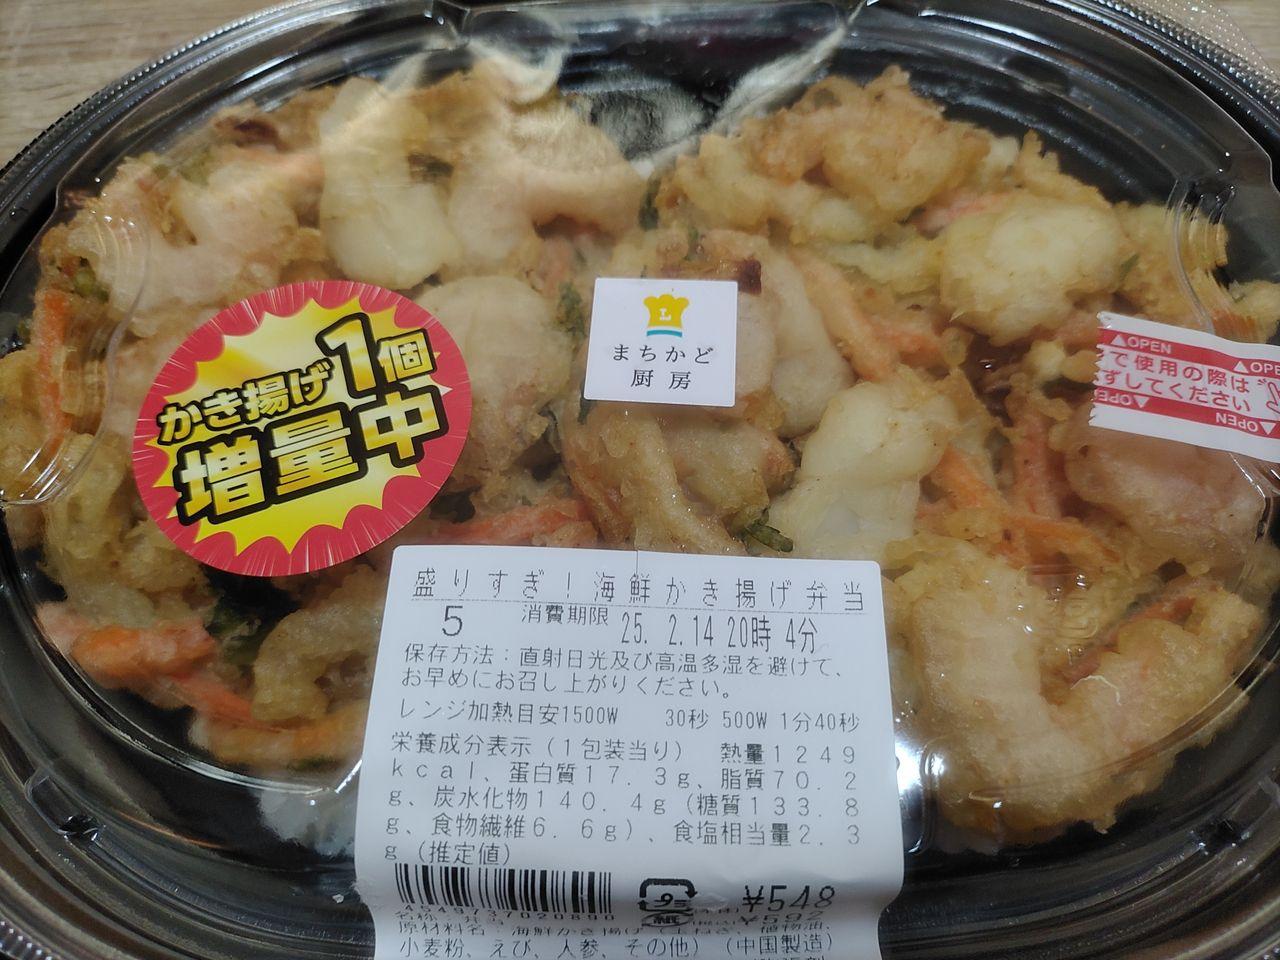 かき揚げ1個
増量中
まちかど
厨房
▲OPEN ▲OPE
で使用の際は
ずしてください
盛りすぎ！海鮮かき揚げ弁当
5 消費期限 25. 2.14 20時 4分
保存方法：直射日光及び高温多湿を避けて、
お早めにお召し上がりください。
レンジ加熱目安1500W 30秒 500W 1分40秒
栄養成分表示（1包装当り） 熱量1249
kcal、蛋白質17.3g、脂質70.2
g、炭水化物140.4g（糖質133.8
g、食物繊維6.6g）、食塩相当量2.3
g（推定値）
¥548
¥592
小麦粉、えび、人参、その他）（中国製造）